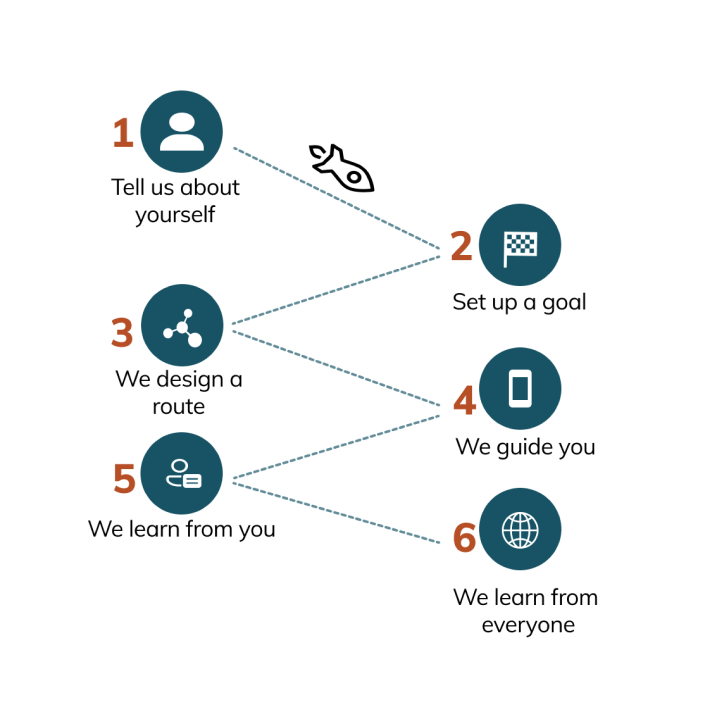 1
Tell us about
yourself
2
Set up a goal
3
We design a
route
4
We guide you
5
We learn from you
6
We learn from
everyone